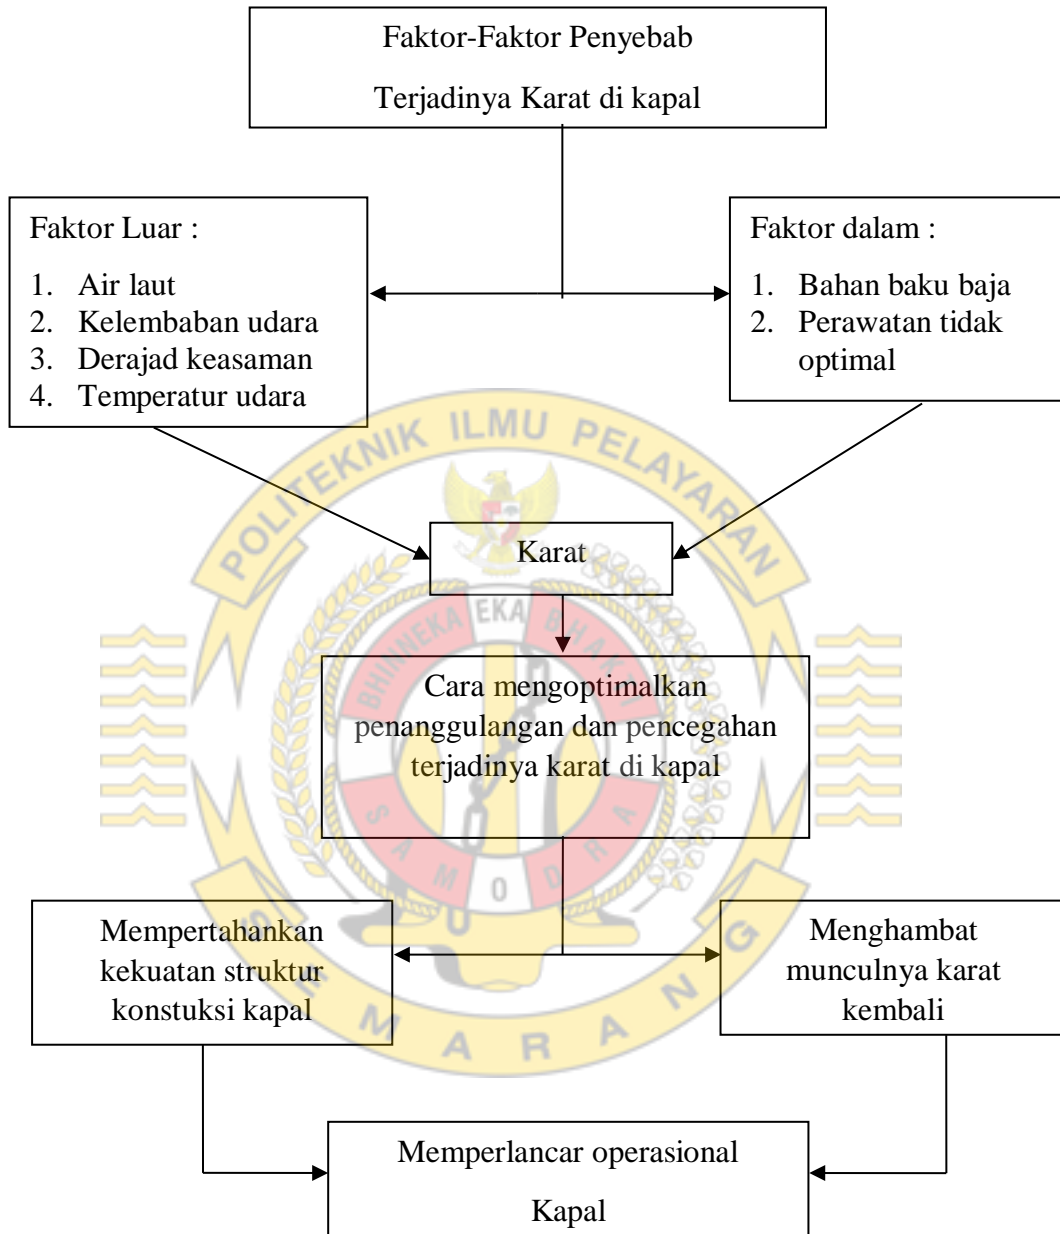 Faktor-Faktor Penyebab
Terjadinya Karat di kapal
Faktor Luar :
1. Air laut
2. Kelembaban udara
3. Derajad keasaman
4. Temperatur udara
Faktor dalam :
1. Bahan baku baja
2. Perawatan tidak
optimal
POLITEKNIK ILMU PELAYARAN
Karat
BHINNEKA EKA BHAKTI
Cara mengoptimalkan
penanggulangan dan pencegahan
terjadinya karat di kapal
SAMODRA
Mempertahankan
kekuatan struktur
konstuksi kapal
Menghambat
munculnya karat
kembali
SEMARANG
Memperlancar operasional
Kapal